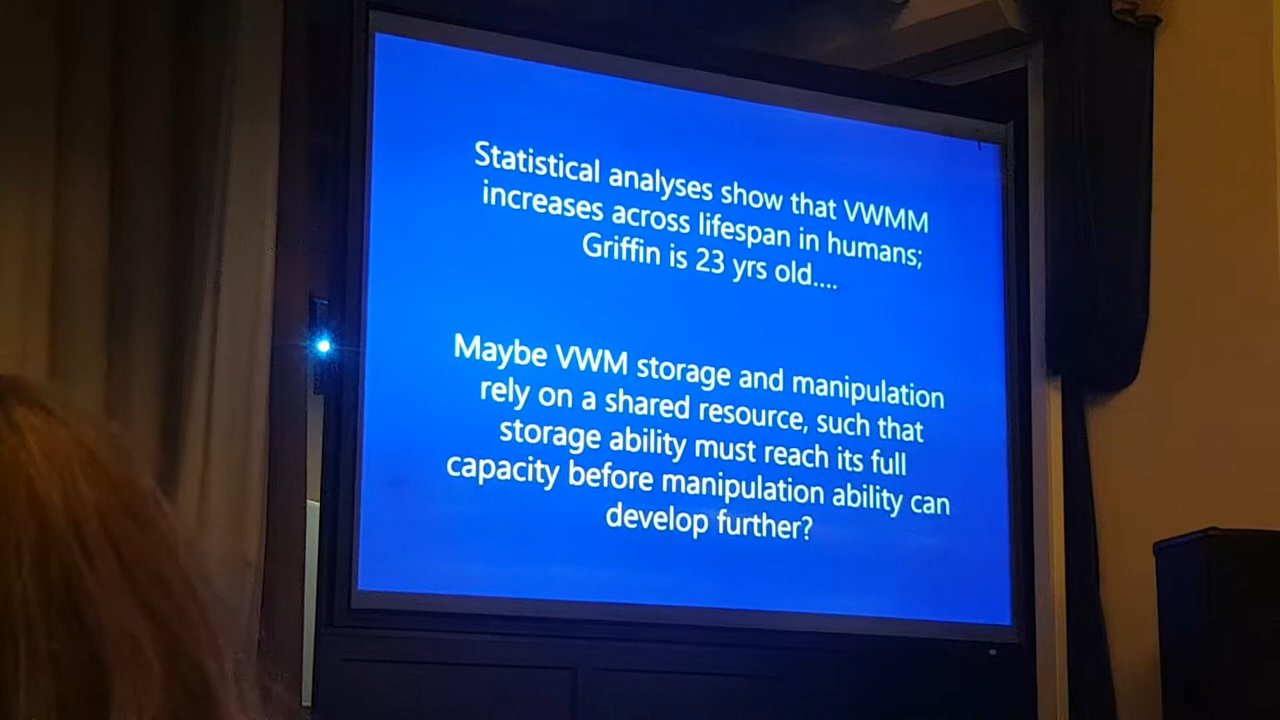 Statistical analyses show that VWMM
increases across lifespan in humans;
Griffin is 23 yrs old....
Maybe VWM storage and manipulation
rely on a shared resource, such that
storage ability must reach its full
capacity before manipulation ability can
develop further?